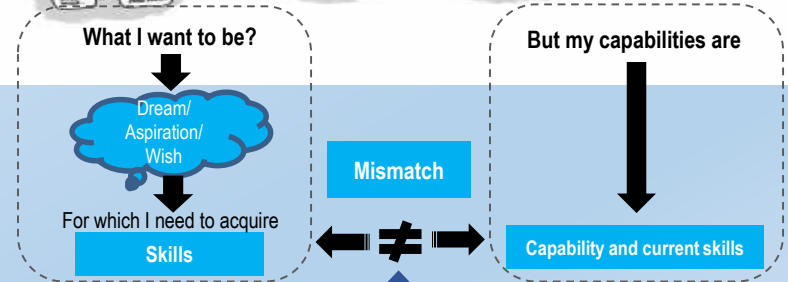 What I want to be?
Dream/
Aspiration/
Wish
For which I need to acquire
Skills
Mismatch
≠
But my capabilities are
Capability and current skills